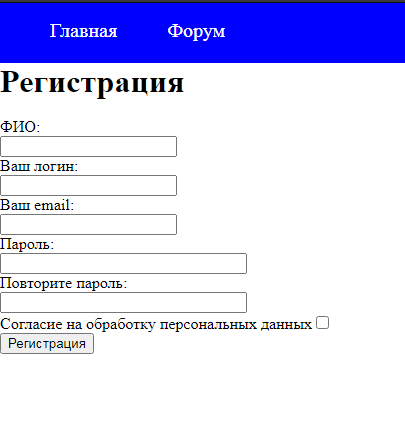 Главная Форум
Регистрация
ФИО:
Ваш логин:
Ваш email:
Пароль:
Повторите пароль:
Согласие на обработку персональных данных
Регистрация